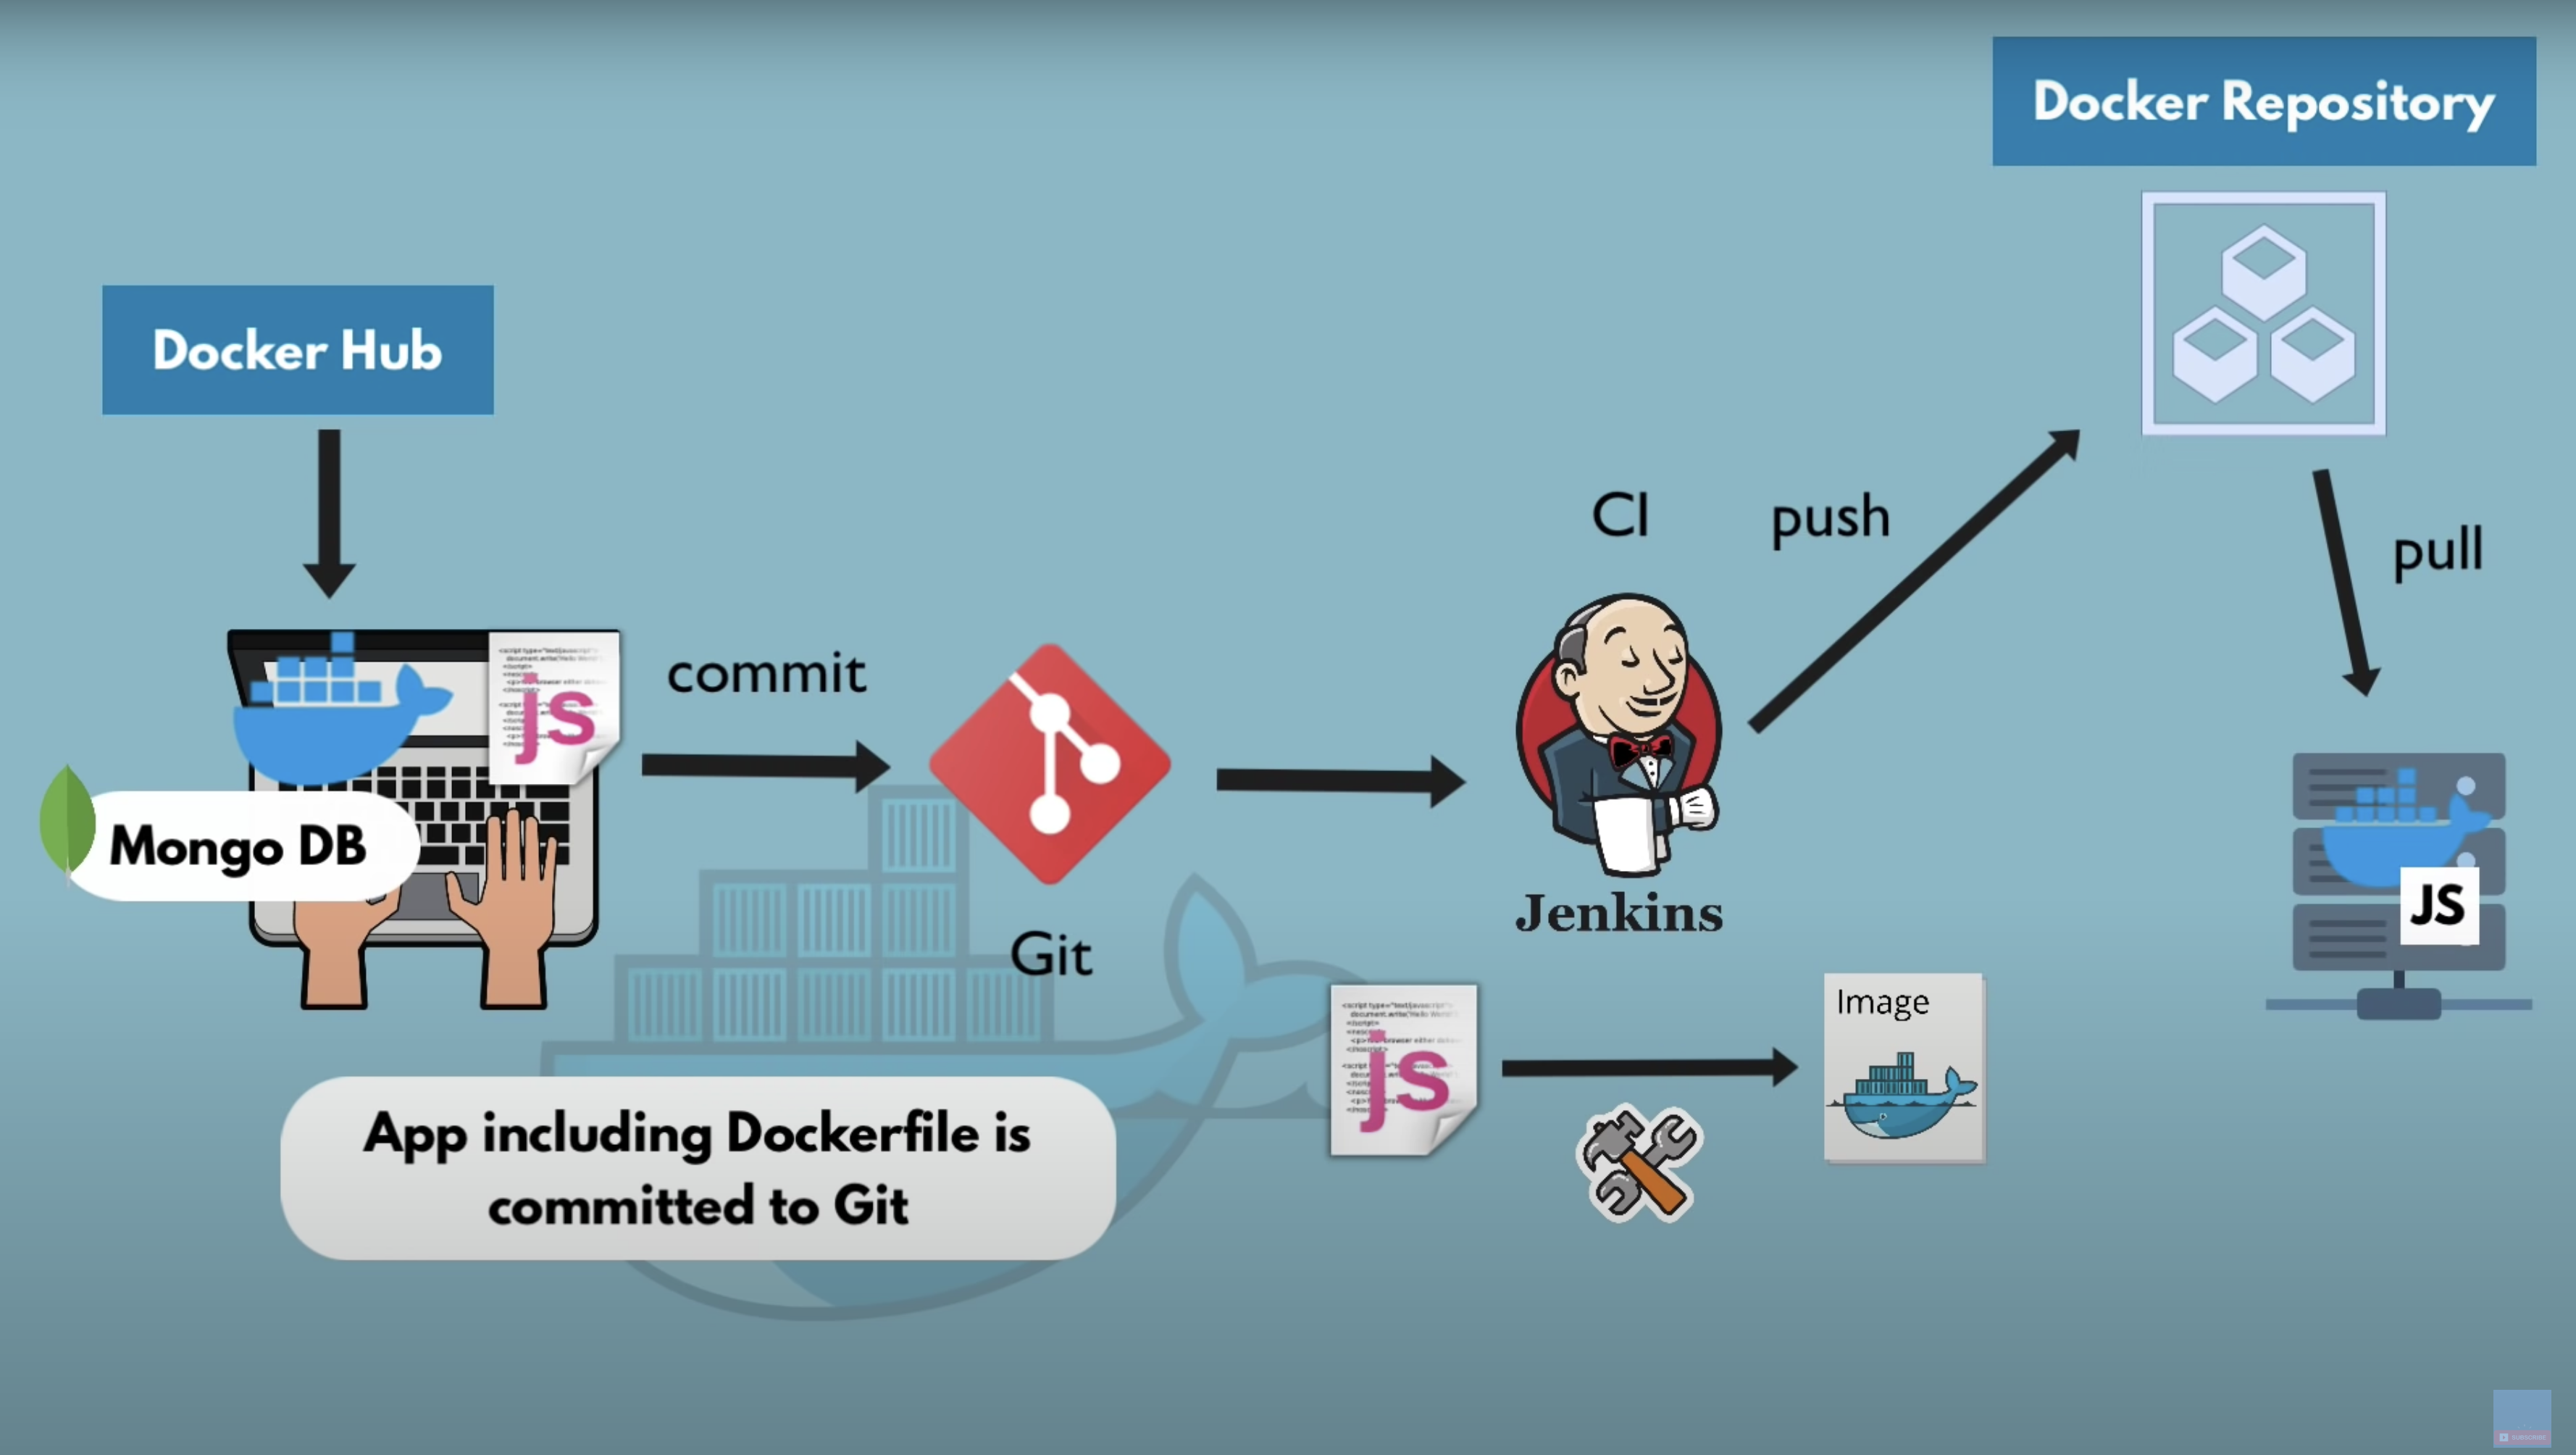 Docker Repository
Docker Hub
CI
push
pull
commit
js
Mongo DB
JS
Jenkins
Git
js
Image
App including Dockerfile is
committed to Git
SUBSCRIBE